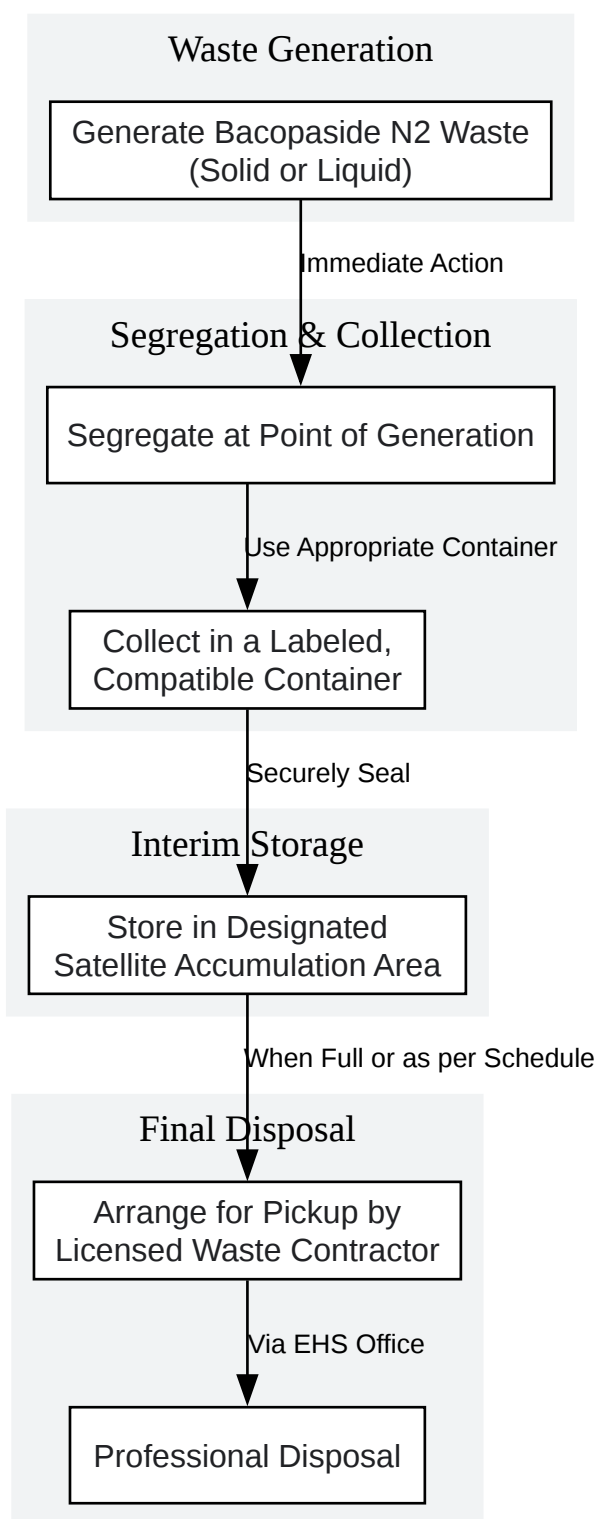 Waste Generation
Generate Bacopaside N2 Waste
(Solid or Liquid)
Immediate Action
Segregation & Collection
Segregate at Point of Generation
Use Appropriate Container
Collect in a Labeled,
Compatible Container
Securely Seal
Interim Storage
Store in Designated
Satellite Accumulation Area
When Full or as per Schedule
Final Disposal
Arrange for Pickup by
Licensed Waste Contractor
Via EHS Office
Professional Disposal